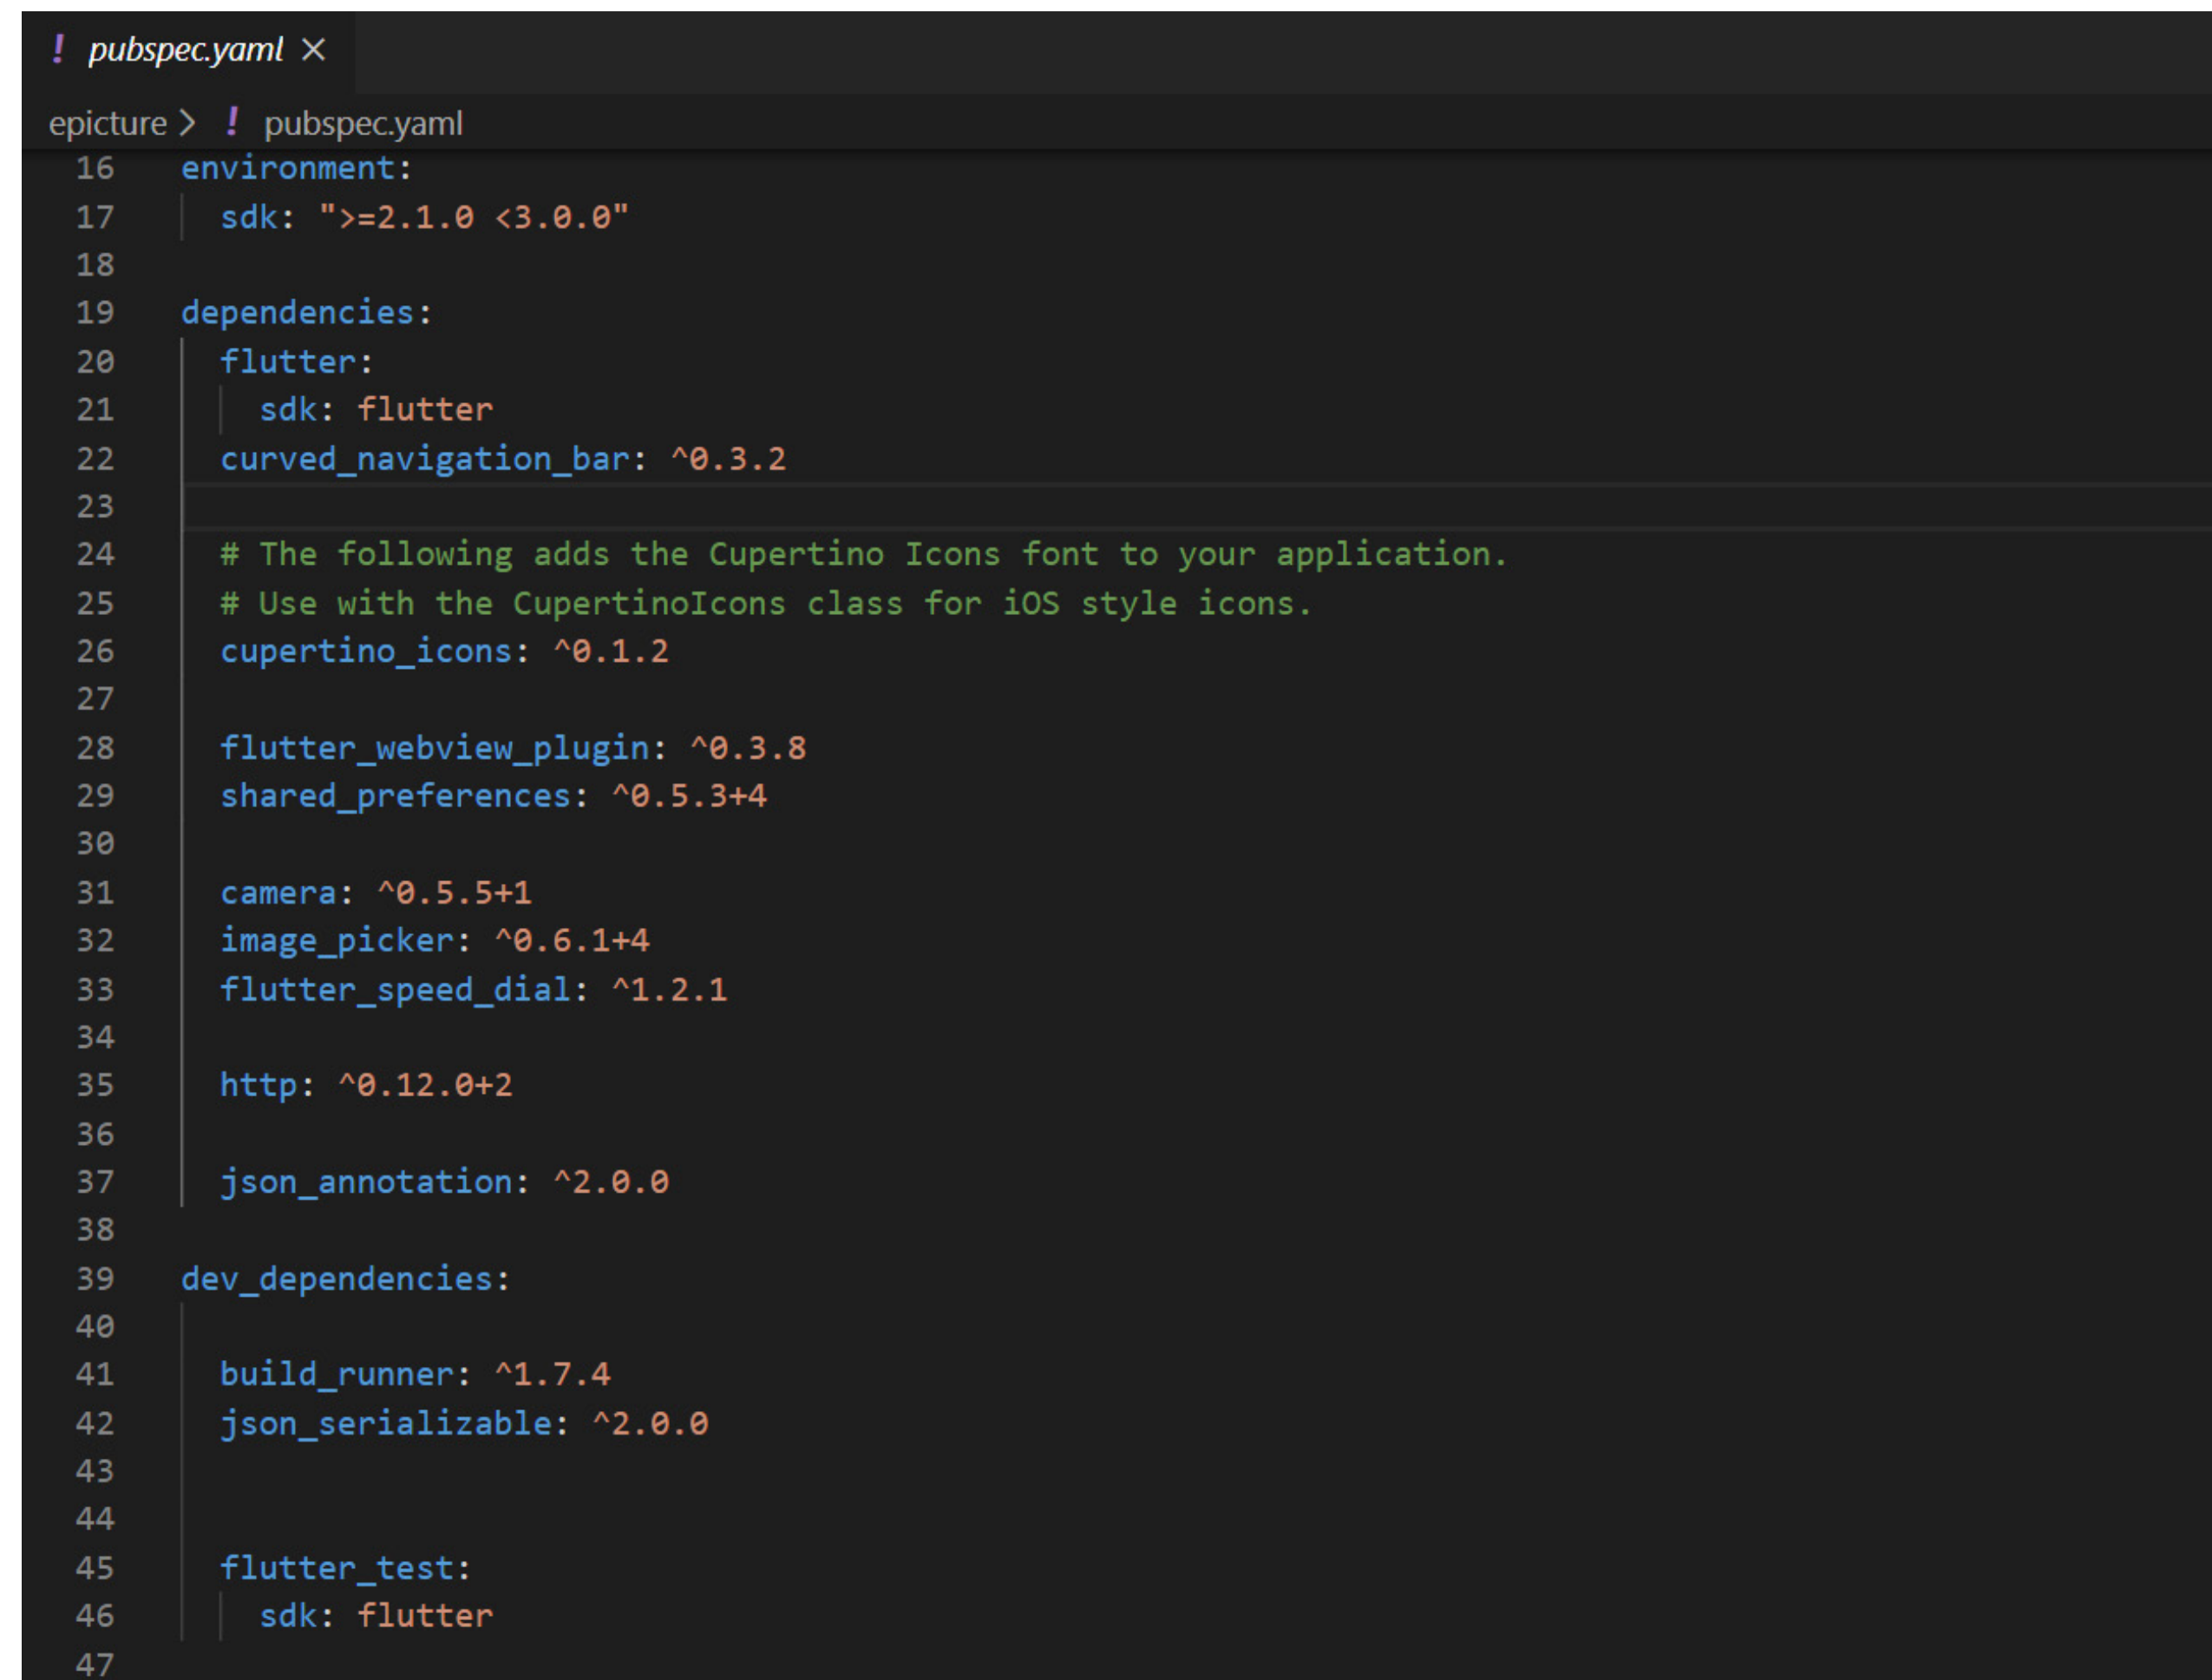 ! pubspec.yaml ×
epicture > ! pubspec.yaml
16 environment:
17   sdk: ">=2.1.0 <3.0.0"
18
19 dependencies:
20   flutter:
21     sdk: flutter
22   curved_navigation_bar: ^0.3.2
23
24   # The following adds the Cupertino Icons font to your application.
25   # Use with the CupertinoIcons class for iOS style icons.
26   cupertino_icons: ^0.1.2
27
28   flutter_webview_plugin: ^0.3.8
29   shared_preferences: ^0.5.3+4
30
31   camera: ^0.5.5+1
32   image_picker: ^0.6.1+4
33   flutter_speed_dial: ^1.2.1
34
35   http: ^0.12.0+2
36
37   json_annotation: ^2.0.0
38
39 dev_dependencies:
40
41   build_runner: ^1.7.4
42   json_serializable: ^2.0.0
43
44
45   flutter_test:
46     sdk: flutter
47